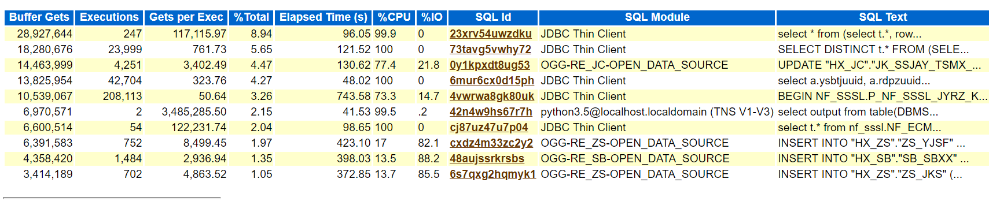 Buffer Gets Executions Gets per Exec %Total Elapsed Time (s) %CPU %IO SQL Id SQL Module SQL Text
28,927,644 247 117,115.97 8.94 96.05 99.9 0 23xrv54uwzdku JDBC Thin Client select * from (select t.*, row...
18,280,676 23,999 761.73 5.65 121.52 100 0 73tavg5vwhy72 JDBC Thin Client SELECT DISTINCT t.* FROM (SELE...
14,463,999 4,251 3,402.49 4.47 130.62 77.4 21.8 0y1kpxdt8ug53 OGG-RE_JC-OPEN_DATA_SOURCE UPDATE "HX_JC"."JK_SSJAY_TSMX_...
13,825,954 42,704 323.76 4.27 48.02 100 0 6mur6cx0d15ph JDBC Thin Client select a.ysbtjuuid, a.rdpzuuid...
10,539,067 208,113 50.64 3.26 743.58 73.3 14.7 4vwrwa8gk80uk JDBC Thin Client BEGIN NF_SSSL.P_NF_SSSL_JYRZ_K...
6,970,571 2 3,485,285.50 2.15 41.53 99.5 .2 42n4w9hs67r7h python3.5@localhost.localdomain (TNS V1-V3) select output from table(DBMS...
6,600,514 54 122,231.74 2.04 98.65 100 0 cj87uz47u7p04 JDBC Thin Client select t.* from nf_sssl.NF_ECM...
6,391,583 752 8,499.45 1.97 423.10 17 82.1 cxdz4m33zc2y2 OGG-RE_ZS-OPEN_DATA_SOURCE INSERT INTO "HX_ZS"."ZS_YJSF" ...
4,358,420 1,484 2,936.94 1.35 398.03 13.5 88.2 48aujssrkrsbs OGG-RE_SB-OPEN_DATA_SOURCE INSERT INTO "HX_SB"."SB_SBXX" ...
3,414,189 702 4,863.52 1.05 372.85 13.7 85.5 6s7qxg2hqmyk1 OGG-RE_ZS-OPEN_DATA_SOURCE INSERT INTO "HX_ZS"."ZS_JKS" (...